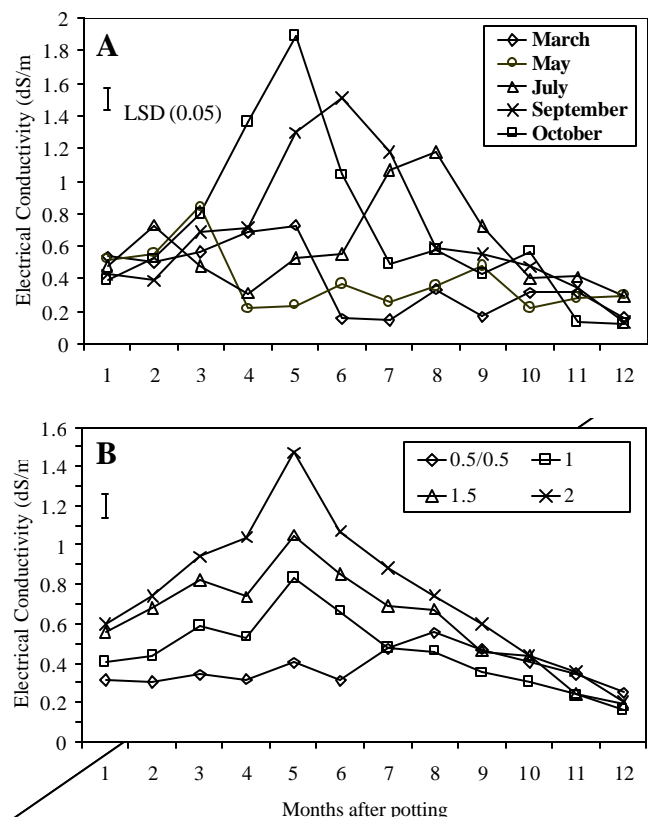 A
2
1.8
1.6
1.4
1.2
1
0.8
0.6
0.4
0.2
0
Electrical Conductivity (dS/m
LSD (0.05)
March
May
July
September
October
1 2 3 4 5 6 7 8 9 10 11 12
B
1.6
1.4
1.2
1
0.8
0.6
0.4
0.2
0
Electrical Conductivity (dS/m
0.5/0.5 1
1.5 2
1 2 3 4 5 6 7 8 9 10 11 12
Months after potting